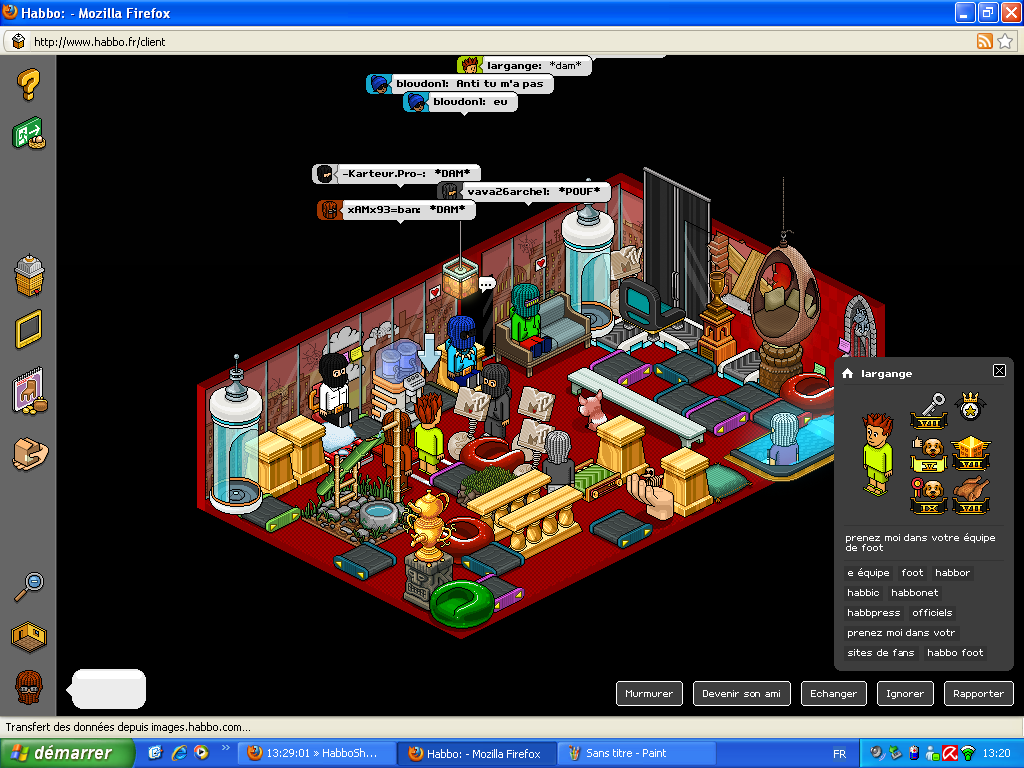 Habbo: - Mozilla Firefox
http://www.habbo.fr/client
largange: *dam*
bloudon1: Anti tu m'a pas
bloudon1: eu
-Karteur.Pro-: *DAM*
vava26arche1: *POUF*
xAMx93=ban: *DAM*
largange
prenez moi dans votre équipe
de foot
e équipe foot habbor
habbic habbonet
habbpress officiels
prenez moi dans votr
sites de fans habbo foot
Murmurer Devenir son ami Echanger Ignorer Rapporter
Transfert des données depuis images.habbo.com...
démarrer 13:29:01 » HabboSh... Habbo: - Mozilla Firefox Sans titre - Paint FR 13:20